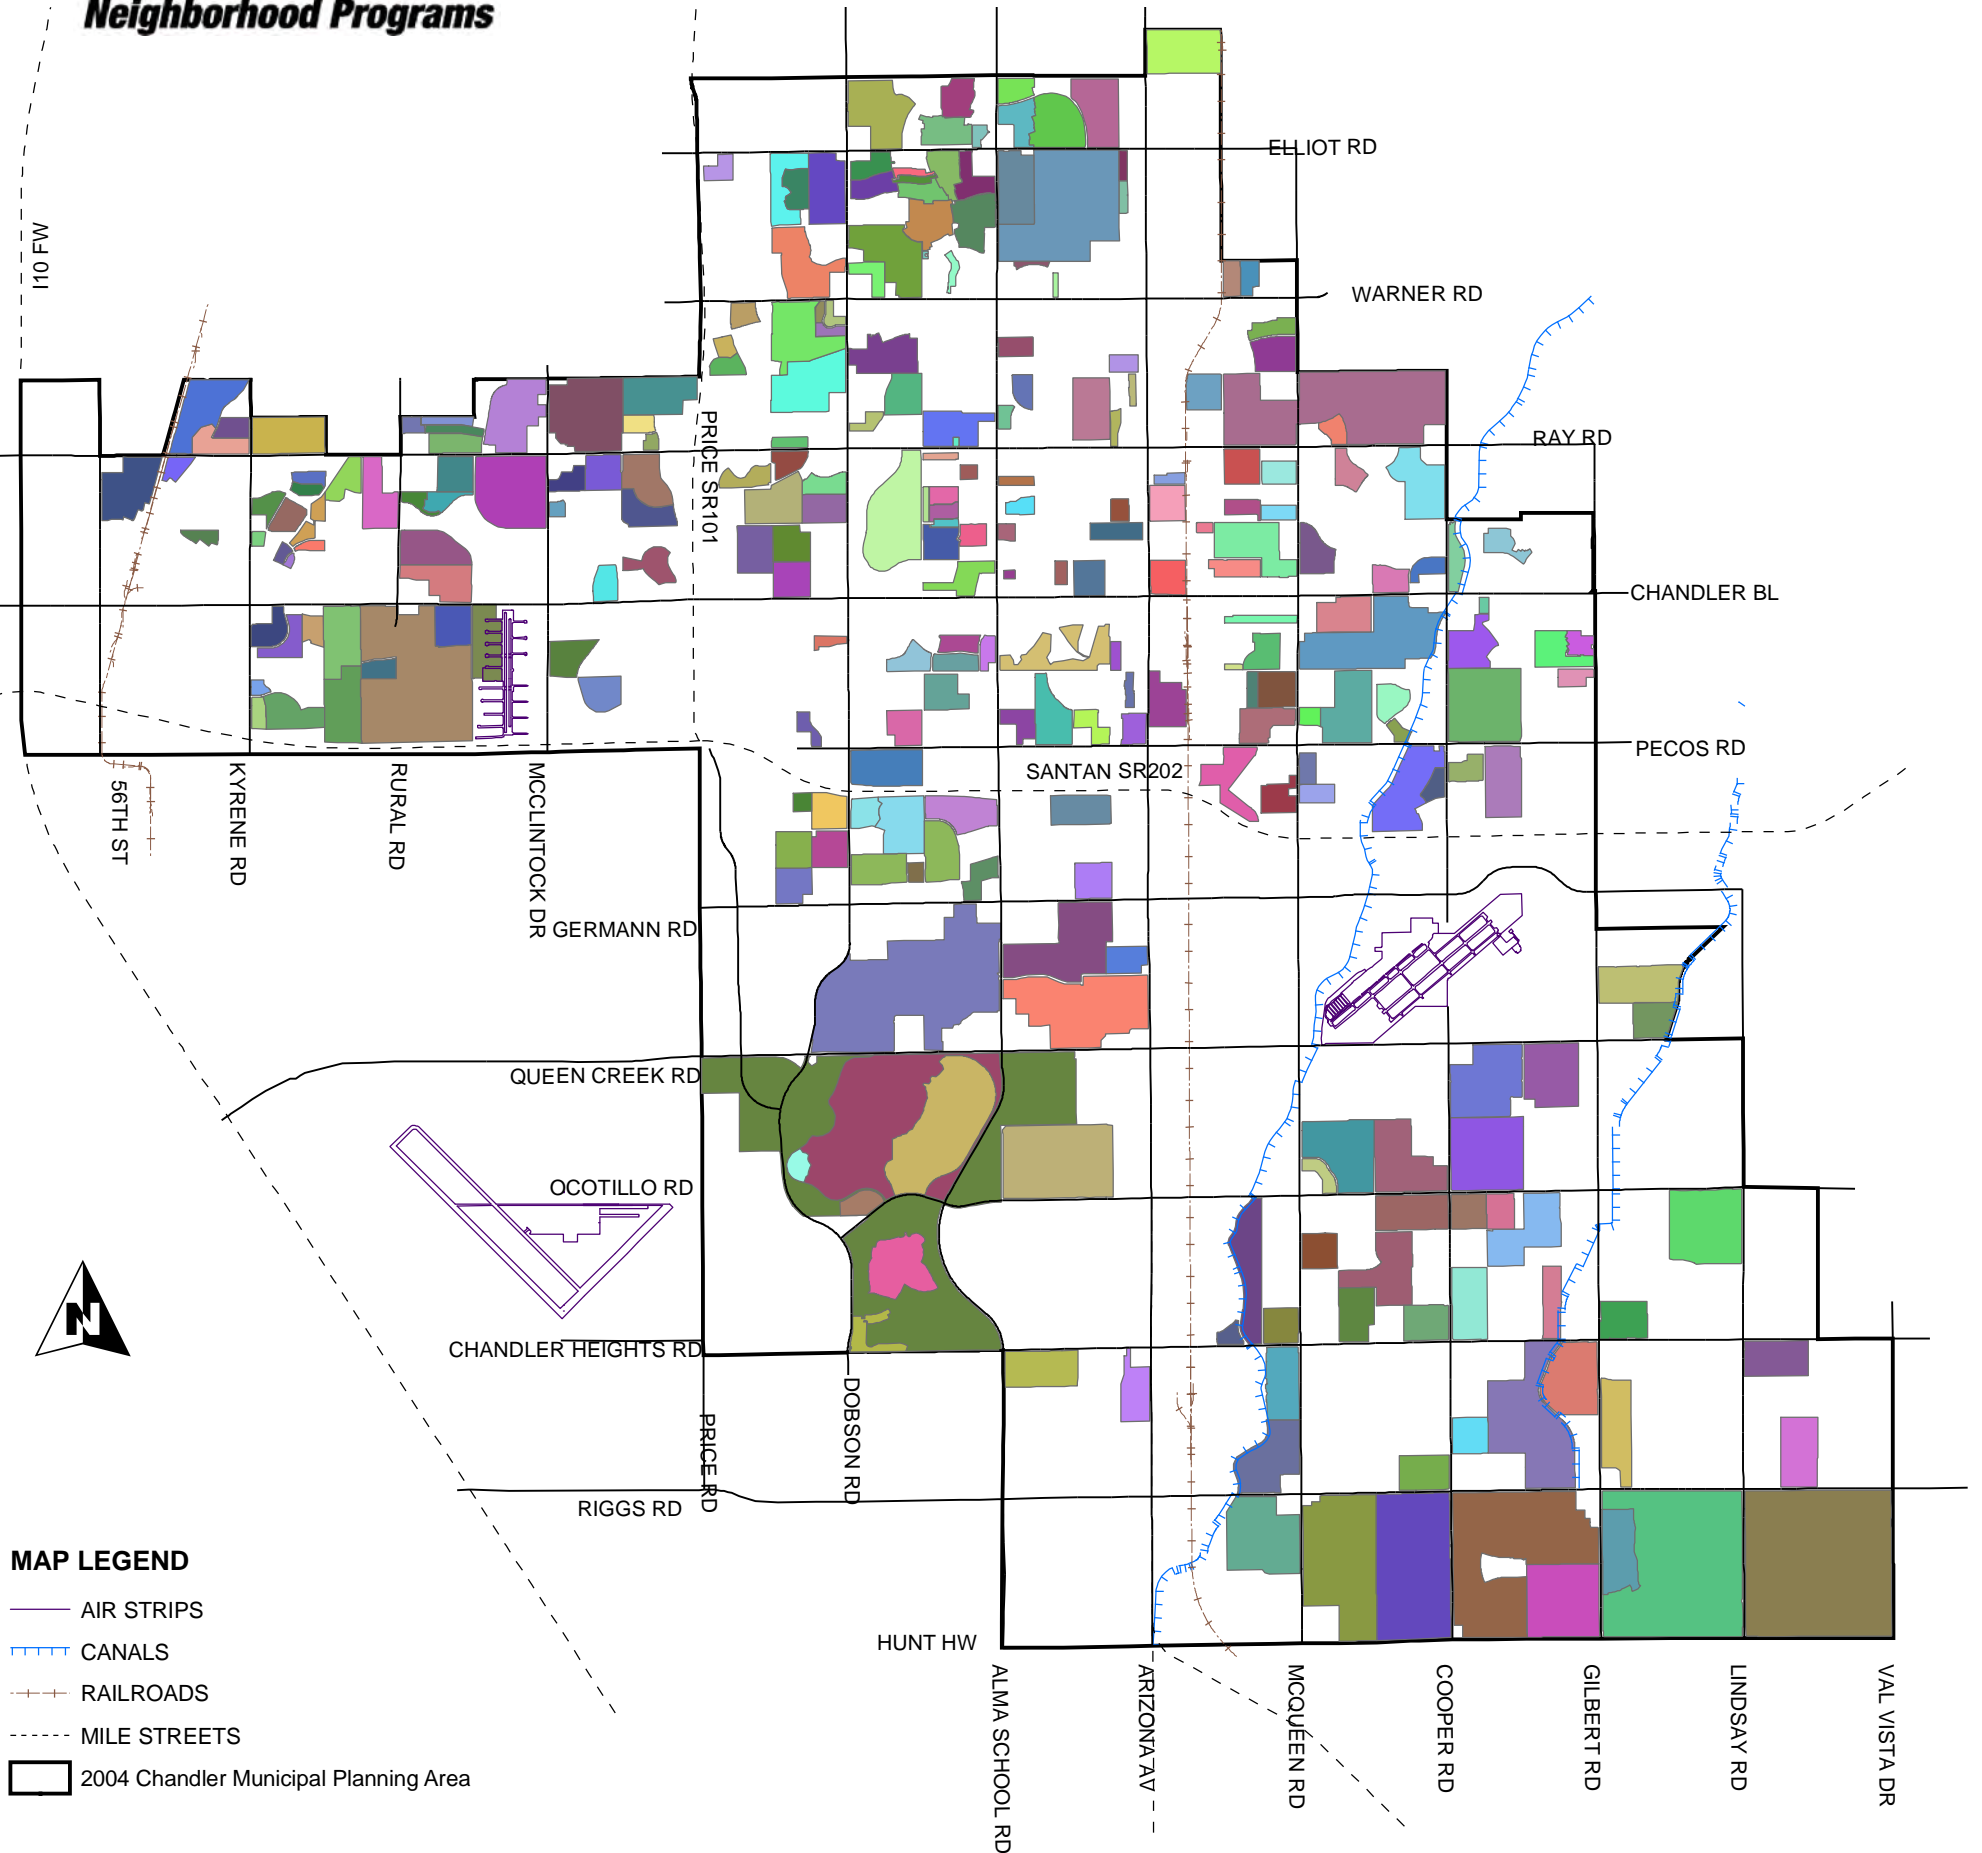 Neighborhood Programs
ELLIOT RD
I10 FW
WARNER RD
RAY RD
PRICE SR101
CHANDLER BL
PECOS RD
SANTAN SR202
56TH ST
KYRENE RD
RURAL RD
MCCLINTOCK DR
GERMANN RD
QUEEN CREEK RD
OCOTILLO RD
N
CHANDLER HEIGHTS RD
PRICE RD
DOBSON RD
RIGGS RD
MAP LEGEND
AIR STRIPS
CANALS
RAILROADS
MILE STREETS
2004 Chandler Municipal Planning Area
HUNT HW
ALMA SCHOOL RD
ARIZONA AV
MCQUEEN RD
COOPER RD
GILBERT RD
LINDSAY RD
VAL VISTA DR